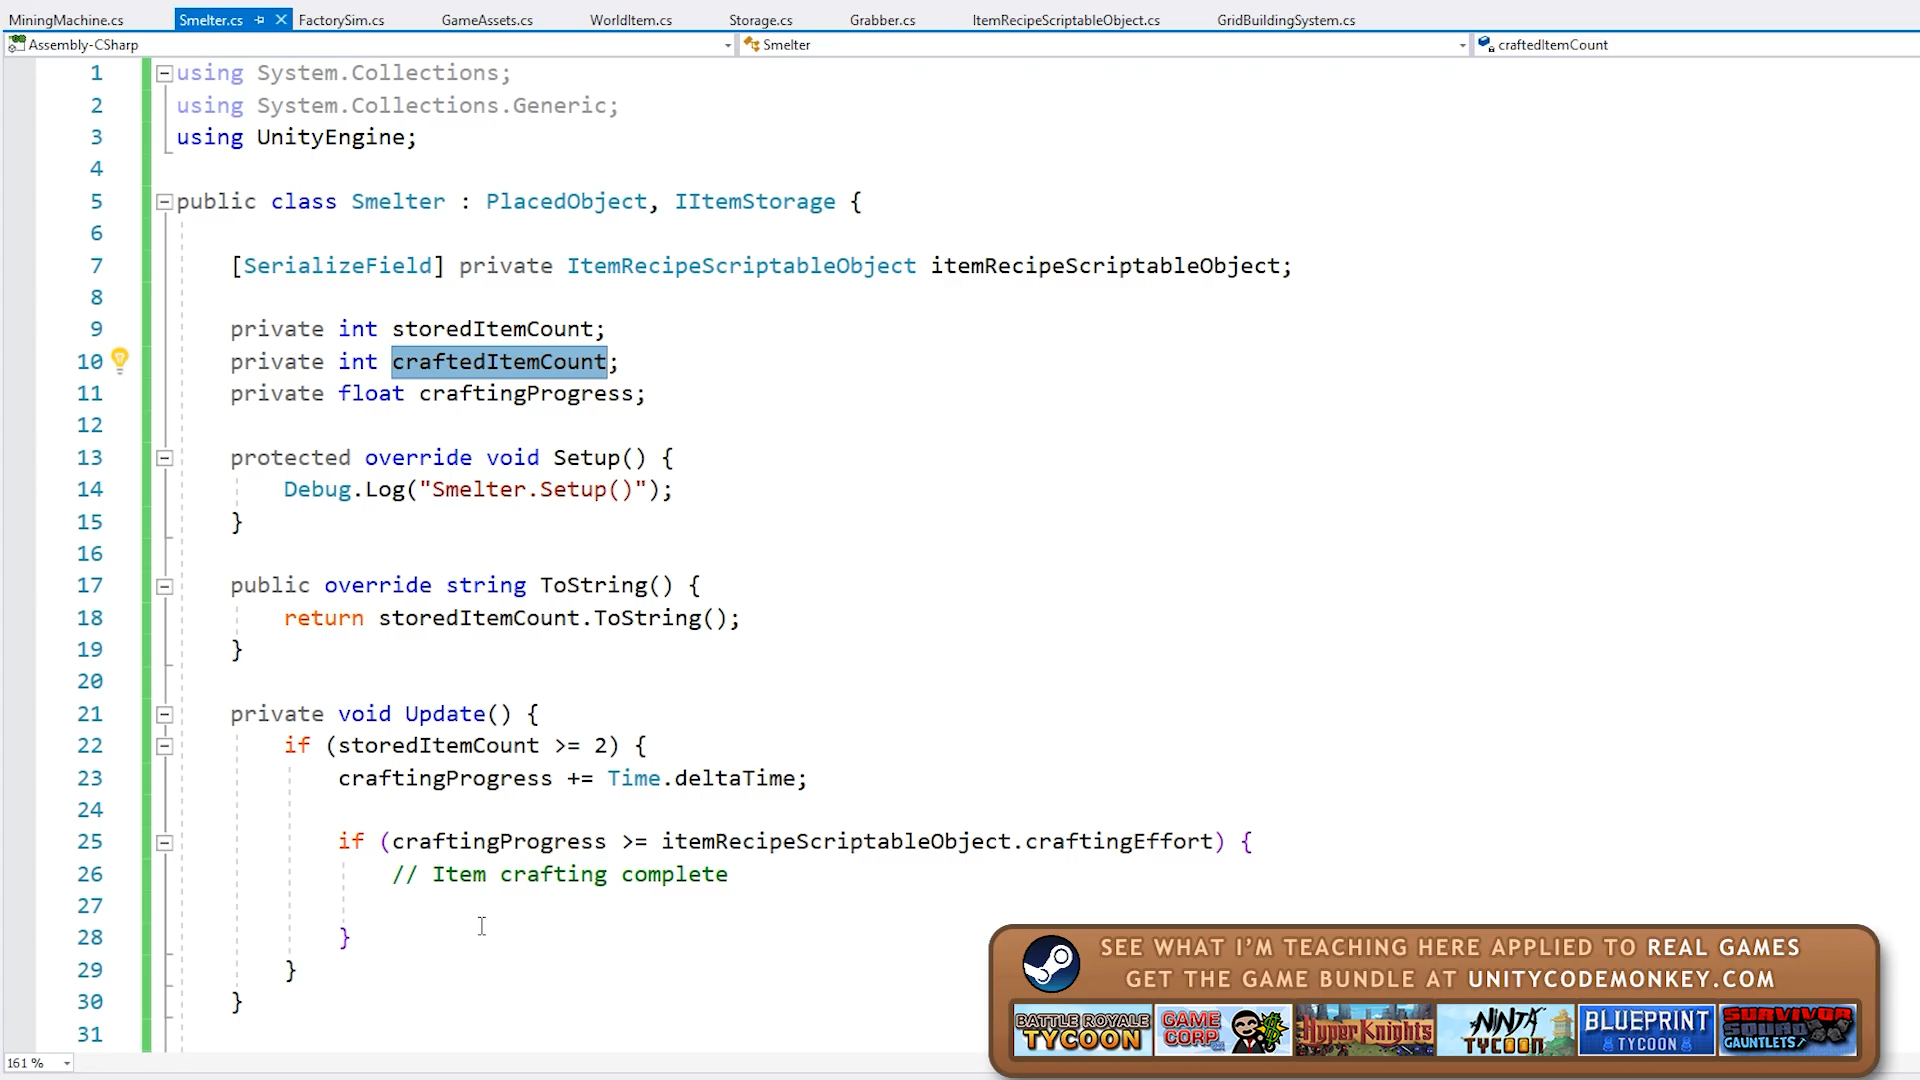 MiningMachine.cs Smelter.cs FactorySim.cs GameAssets.cs WorldItem.cs Storage.cs Grabber.cs ItemRecipeScriptableObject.cs GridBuildingSystem.cs
Assembly-CSharp Smelter craftedItemCount
1 using System.Collections;
2 using System.Collections.Generic;
3 using UnityEngine;
4
5 public class Smelter : PlacedObject, IItemStorage {
6
7 [SerializeField] private ItemRecipeScriptableObject itemRecipeScriptableObject;
8
9 private int storedItemCount;
10 private int craftedItemCount;
11 private float craftingProgress;
12
13 protected override void Setup() {
14 Debug.Log("Smelter.Setup()");
15 }
16
17 public override string ToString() {
18 return storedItemCount.ToString();
19 }
20
21 private void Update() {
22 if (storedItemCount >= 2) {
23 craftingProgress += Time.deltaTime;
24
25 if (craftingProgress >= itemRecipeScriptableObject.craftingEffort) {
26 // Item crafting complete
27
28 }
29 }
30 }
31
SEE WHAT I'M TEACHING HERE APPLIED TO REAL GAMES
GET THE GAME BUNDLE AT UNITYCODEMONKEY.COM
BATTLE ROYALE TYCOON GAME CORP HYPER KNIGHTS NINJA TYCOON BLUEPRINT TYCOON SURVIVOR SQUAD GAUNTLETS
161 %